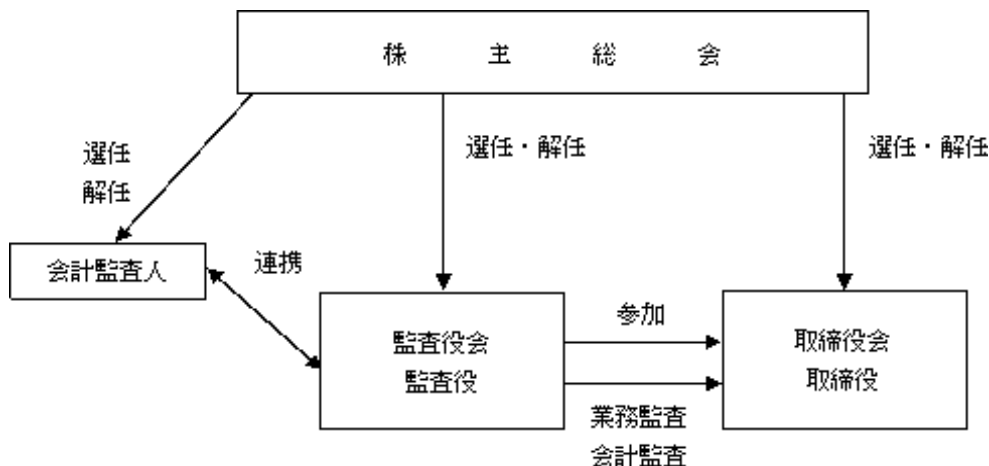 株主総会
選任
解任
選任・解任
選任・解任
会計監査人
連携
監査役会
監査役
参加
取締役会
取締役
業務監査
会計監査